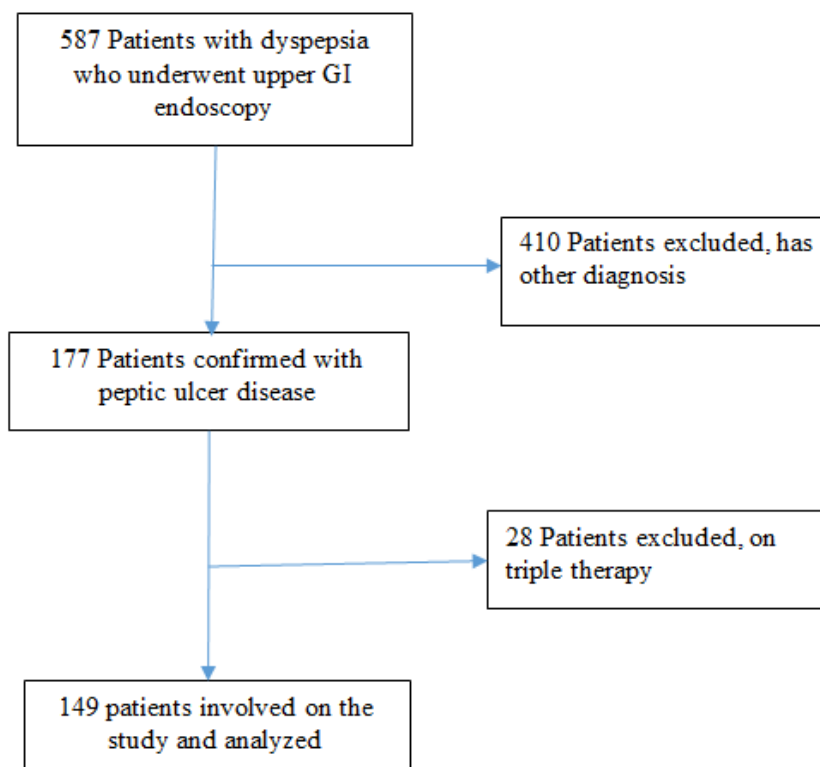 587 Patients with dyspepsia
who underwent upper GI
endoscopy
410 Patients excluded, has
other diagnosis
177 Patients confirmed with
peptic ulcer disease
28 Patients excluded, on
triple therapy
149 patients involved on the
study and analyzed